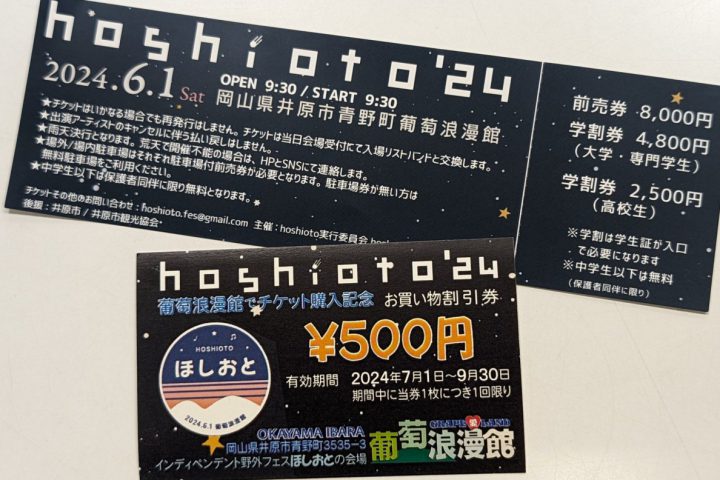 hoshioto'24
2024.6.1 Sat
OPEN 9:30 / START 9:30
岡山県井原市青野町葡萄浪漫館
★チケットはいかなる場合でも再発行はしません。チケットは当日会場受付にて入場リストバンドと交換します。
★出演アーティストのキャンセルに伴う払い戻しはしません。
★雨天決行となります。荒天で開催不能の場合は、HPとSNSにて連絡します。
★場外/場内駐車場はそれぞれ駐車場付前売券が必要となります。駐車場券が無い方は
無料駐車場をご利用ください。
★中学生以下は保護者同伴に限り無料となります。
チケットその他のお問い合わせ:hoshioto.fes@gmail.com 主催:hoshioto実行委員会
後援:井原市/井原市観光協会
前売券 8,000円
学割券 4,800円
(大学・専門学生)
学割券 2,500円
(高校生)
※学割は学生証が入口
で必要になります
※中学生以下は無料
(保護者同伴に限り)
hoshioto'24
葡萄浪漫館でチケット購入記念 お買い物割引券
¥500円
HOSHIOTO
ほしおと
2024.6.1 葡萄浪漫館
有効期間 2024年7月1日~9月30日
期間中に当券1枚につき1回限り
OKAYAMA IBARA
岡山県井原市青野町3535-3
インディペンデント野外フェスほしおとの会場
GRAPE 愛 LAND
葡萄浪漫館